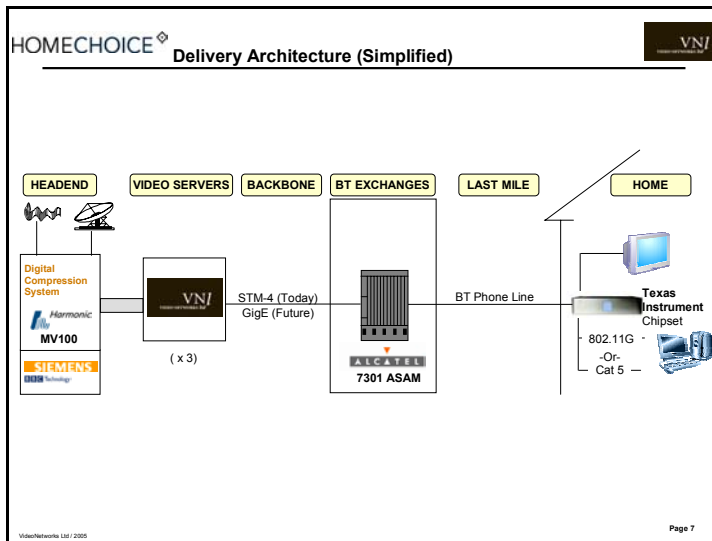 HOMECHOICE
Delivery Architecture (Simplified)
VNI
HEADEND
VIDEO SERVERS
BACKBONE
BT EXCHANGES
LAST MILE
HOME
Digital
Compression
System
Harmonic
MV100
SIEMENS
BBC Technology
VNI
( x 3)
STM-4 (Today)
GigE (Future)
ALCATEL
7301 ASAM
BT Phone Line
Texas
Instrument
Chipset
802.11G
-Or-
Cat 5
VideoNetworks Ltd / 2005
Page 7